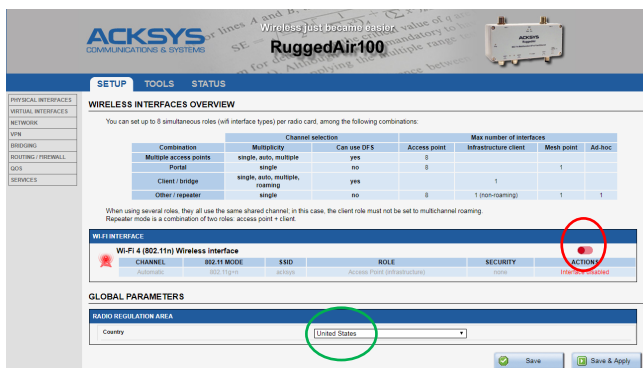 ACKSYS
COMMUNICATIONS & SYSTEMS
Wireless just became easier
RuggedAir100
ACKSYS
SETUP TOOLS STATUS
PHYSICAL INTERFACES
VIRTUAL INTERFACES
NETWORK
VPN
BRIDGING
ROUTING / FIREWALL
QOS
SERVICES
WIRELESS INTERFACES OVERVIEW
You can set up to 8 simultaneous roles (wifi interface types) per radio card, among the following combinations:
Channel selection Max number of interfaces
Combination Multiplicity Can use DFS Access point Infrastructure client Mesh point Ad-hoc
Multiple access points single, auto, multiple yes 8
Portal single no 8 1
Client / bridge single, auto, multiple, roaming yes 1
Other / repeater single no 8 1 (non-roaming) 1 1
When using several roles, they all use the same shared channel; in this case, the client role must not be set to multichannel roaming.
Repeater mode is a combination of two roles: access point + client.
WI-FI INTERFACE
Wi-Fi 4 (802.11n) Wireless interface
CHANNEL 802.11 MODE SSID ROLE SECURITY ACTIONS
Automatic 802.11g+n acksys Access Point (infrastructure) none Interface disabled
GLOBAL PARAMETERS
RADIO REGULATION AREA
Country United States
Save Save & Apply